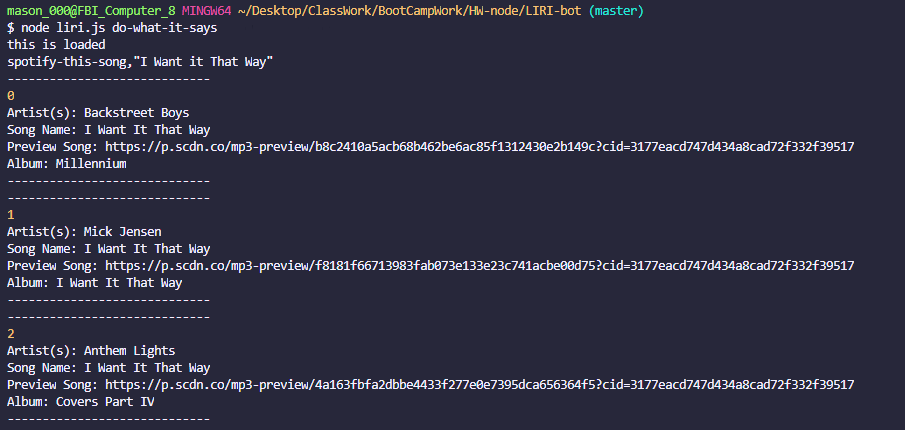 mason_000@FBI_Computer_8 MINGW64 ~/Desktop/ClassWork/BootCampWork/HW-node/LIRI-bot (master)
$ node liri.js do-what-it-says
this is loaded
spotify-this-song,"I Want it That Way"
-----------------------------
0
Artist(s): Backstreet Boys
Song Name: I Want It That Way
Preview Song: https://p.scdn.co/mp3-preview/b8c2410a5acb68b462be6ac85f1312430e2b149c?cid=3177eacd747d434a8cad72f332f39517
Album: Millennium
-----------------------------
-----------------------------
1
Artist(s): Mick Jensen
Song Name: I Want It That Way
Preview Song: https://p.scdn.co/mp3-preview/f8181f66713983fab073e133e23c741acbe00d75?cid=3177eacd747d434a8cad72f332f39517
Album: I Want It That Way
-----------------------------
-----------------------------
2
Artist(s): Anthem Lights
Song Name: I Want It That Way
Preview Song: https://p.scdn.co/mp3-preview/4a163fbfa2dbbe4433f277e0e7395dca656364f5?cid=3177eacd747d434a8cad72f332f39517
Album: Covers Part IV
-----------------------------